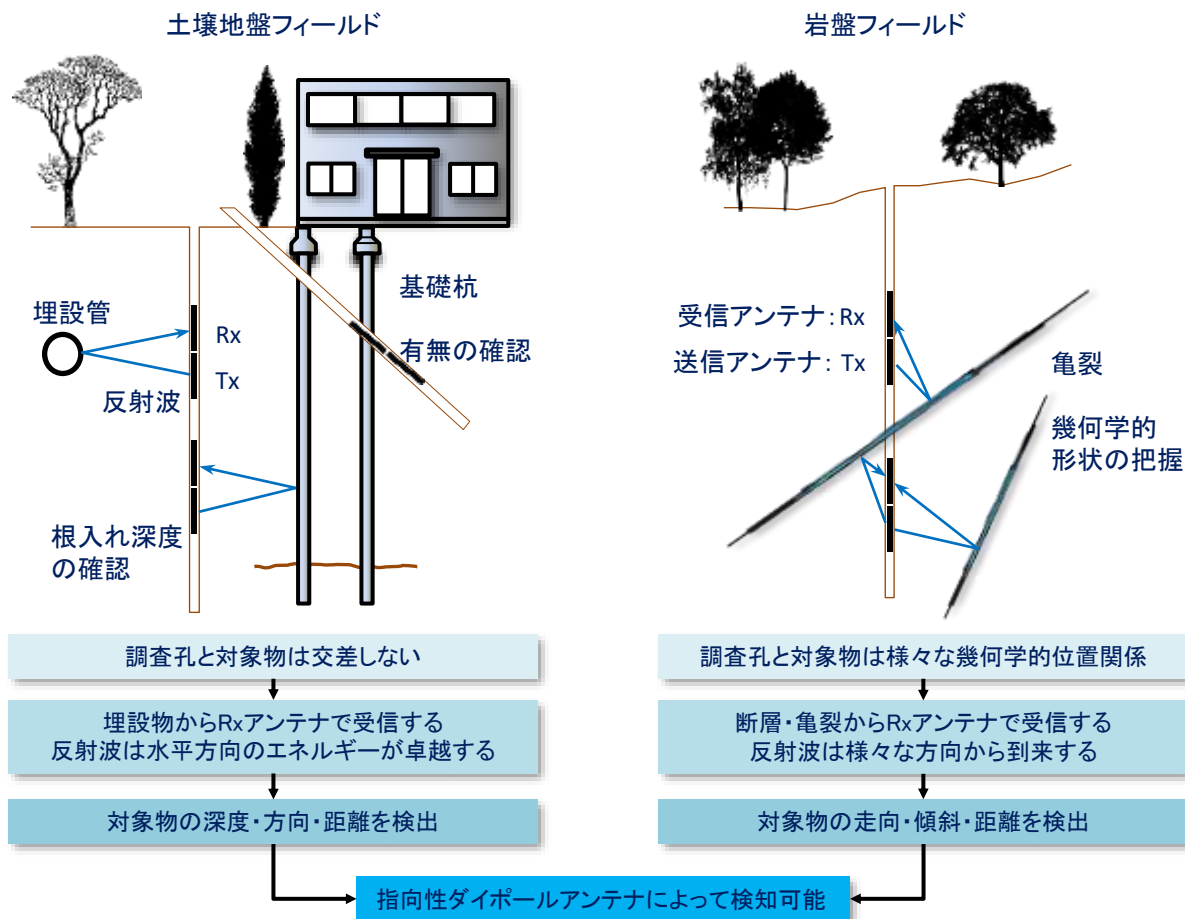 土壌地盤フィールド
岩盤フィールド
埋設管
Rx
Tx
反射波
基礎杭
有無の確認
根入れ深度
の確認
受信アンテナ：Rx
送信アンテナ：Tx
亀裂
幾何学的
形状の把握
調査孔と対象物は交差しない
埋設物からRxアンテナで受信する
反射波は水平方向のエネルギーが卓越する
対象物の深度・方向・距離を検出
調査孔と対象物は様々な幾何学的位置関係
断層・亀裂からRxアンテナで受信する
反射波は様々な方向から到来する
対象物の走向・傾斜・距離を検出
指向性ダイポールアンテナによって検知可能